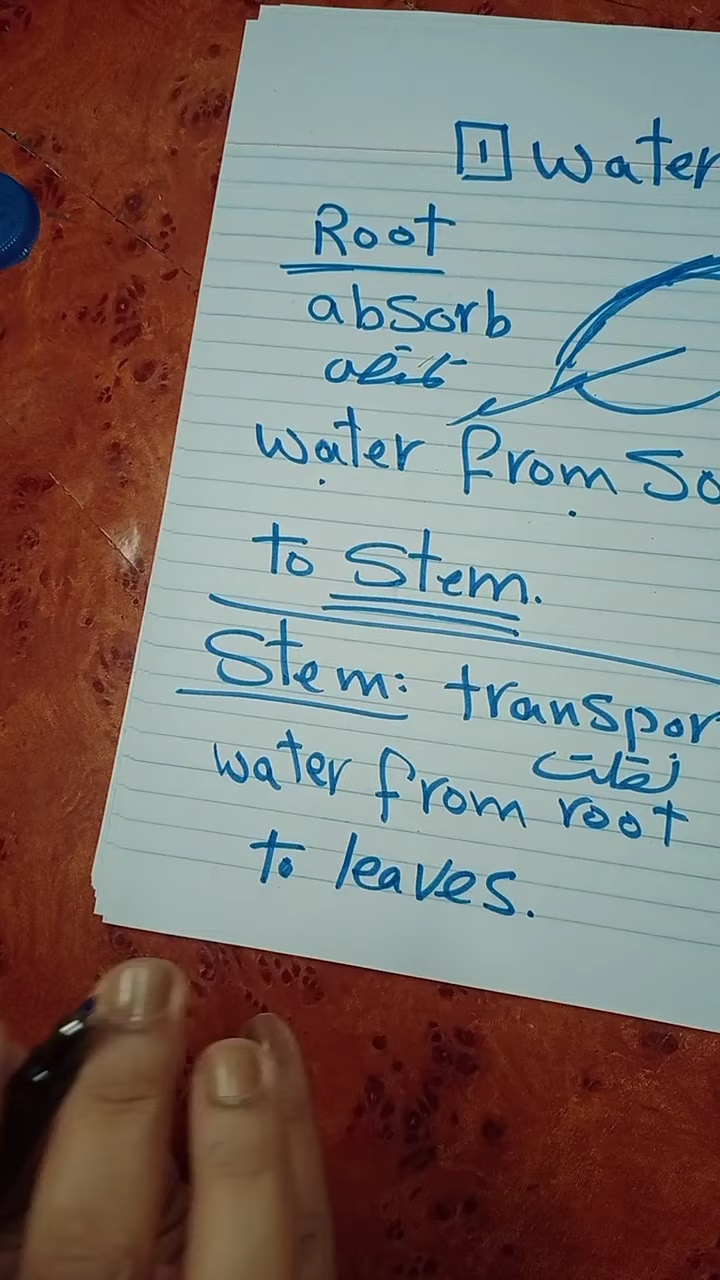 1 Water
Root
absorb
تمتص
water from So
to Stem.
Stem: transpor
تنقل
water from root
to leaves.